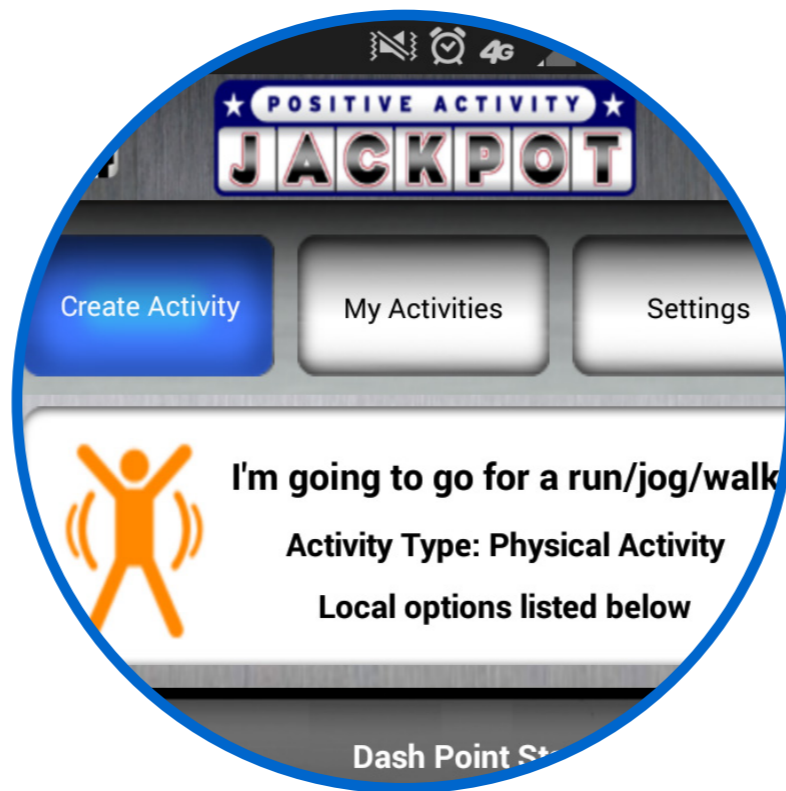 4G
POSITIVE ACTIVITY
JACKPOT
Create Activity
My Activities
Settings
I'm going to go for a run/jog/walk
Activity Type: Physical Activity
Local options listed below
Dash Point